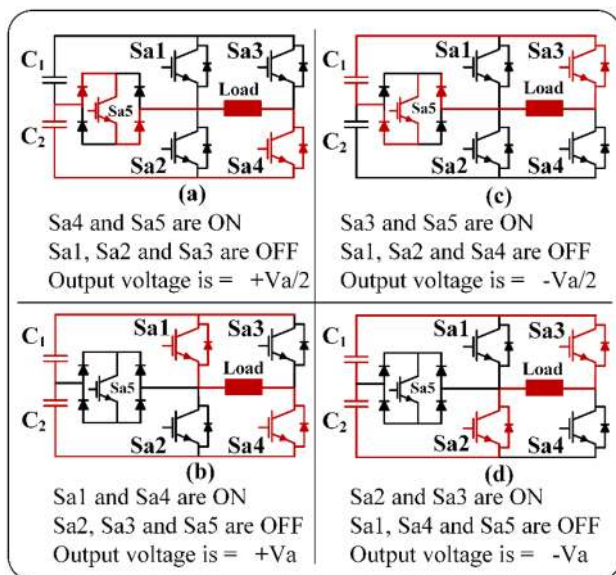 C1
C2
Sa1
Sa3
Sa5
Load
Sa2
Sa4
(a)
Sa4 and Sa5 are ON
Sa1, Sa2 and Sa3 are OFF
Output voltage is = +Va/2
C1
C2
Sa1
Sa3
Sa5
Load
Sa2
Sa4
(c)
Sa3 and Sa5 are ON
Sa1, Sa2 and Sa4 are OFF
Output voltage is = -Va/2
C1
C2
Sa1
Sa3
Sa5
Load
Sa2
Sa4
(b)
Sa1 and Sa4 are ON
Sa2, Sa3 and Sa5 are OFF
Output voltage is = +Va
C1
C2
Sa1
Sa3
Sa5
Load
Sa2
Sa4
(d)
Sa2 and Sa3 are ON
Sa1, Sa4 and Sa5 are OFF
Output voltage is = -Va